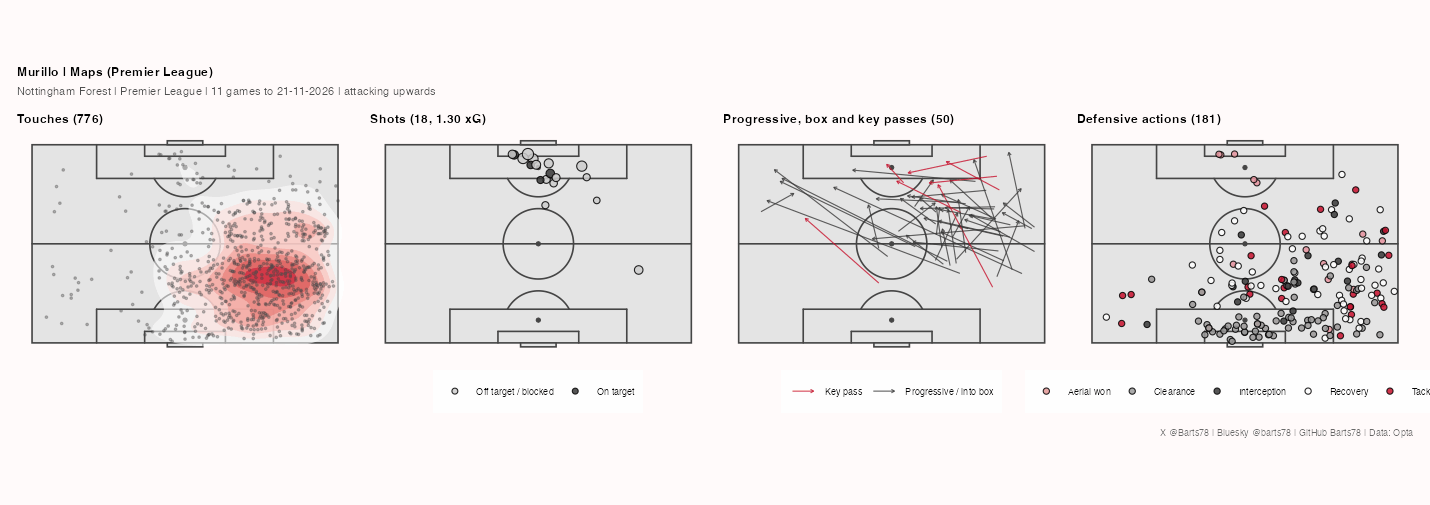 Murillo | Maps (Premier League)
Nottingham Forest | Premier League | 11 games to 21-11-2026 | attacking upwards
Touches (776)
Shots (18, 1.30 xG)
Progressive, box and key passes (50)
Defensive actions (181)
Off target / blocked
On target
Key pass
Progressive / into box
Aerial won
Clearance
Interception
Recovery
Tack
X @Barts78 | Bluesky @barts78 | GitHub Barts78 | Data: Opta